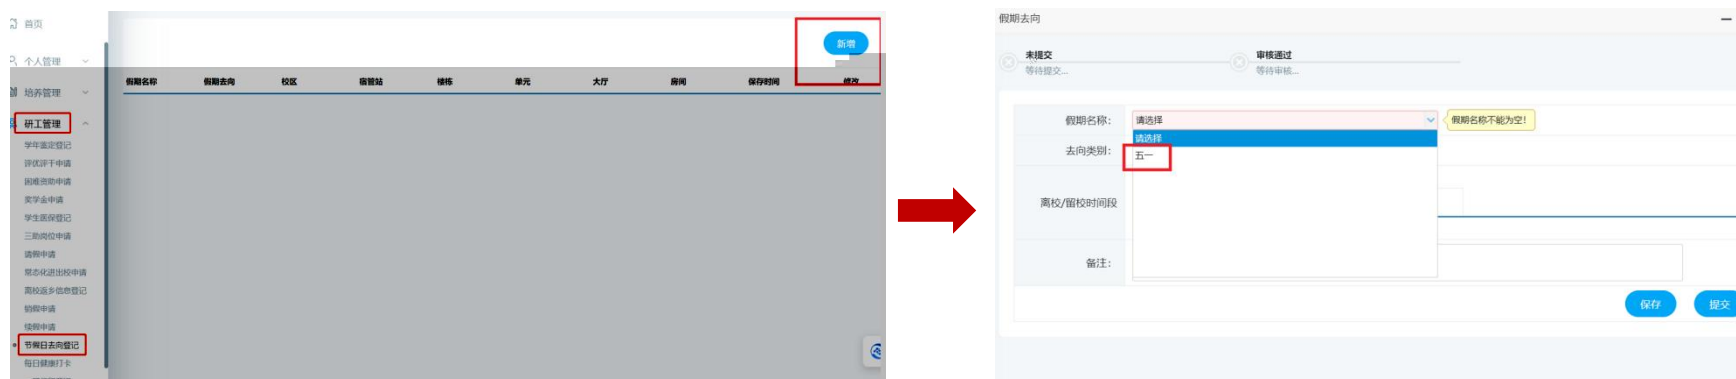 首页
个人管理
培养管理
研工管理
学年鉴定登记
评优评干申请
困难资助申请
奖学金申请
学生医保登记
三助岗位申请
请假申请
常态化进出校申请
离校返乡信息登记
销假申请
续假申请
节假日去向登记
每日健康打卡
新增
假期名称 假期去向 校区 宿管站 楼栋 单元 大厅 房间 保存时间 修改
假期去向
未提交 审核通过
等待提交... 等待审核...
假期名称: 请选择 假期名称不能为空!
请选择
去向类别: 五一
离校/留校时间段
备注:
保存 提交